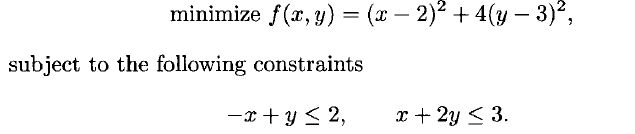 minimize f(x, y) = (x − 2)² + 4(y − 3)²,
subject to the following constraints
−x + y ≤ 2, x + 2y ≤ 3.